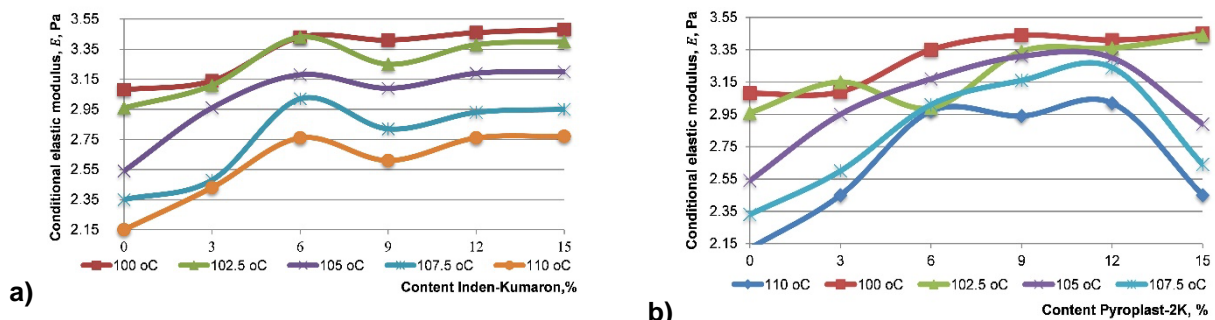 Conditional elastic modulus, E, Pa
3.55
3.35
3.15
2.95
2.75
2.55
2.35
2.15
0 3 6 9 12 15
100 oC 102.5 oC 105 oC 107.5 oC 110 oC
Content Inden-Kumaron,%
a)
Conditional elastic modulus, E, Pa
3.55
3.35
3.15
2.95
2.75
2.55
2.35
2.15
0 3 6 9 12 15
110 oC 100 oC 102.5 oC 105 oC 107.5 oC
Content Pyroplast-2K, %
b)